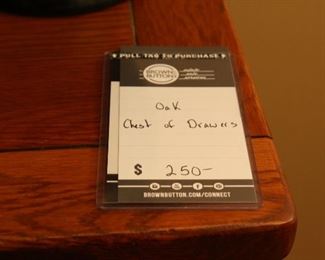 PULL TAG TO PURCHASE
BROWN BUTTON
Oak
Chest of Drawers
$ 250-
BROWNBUTTON.COM/CONNECT